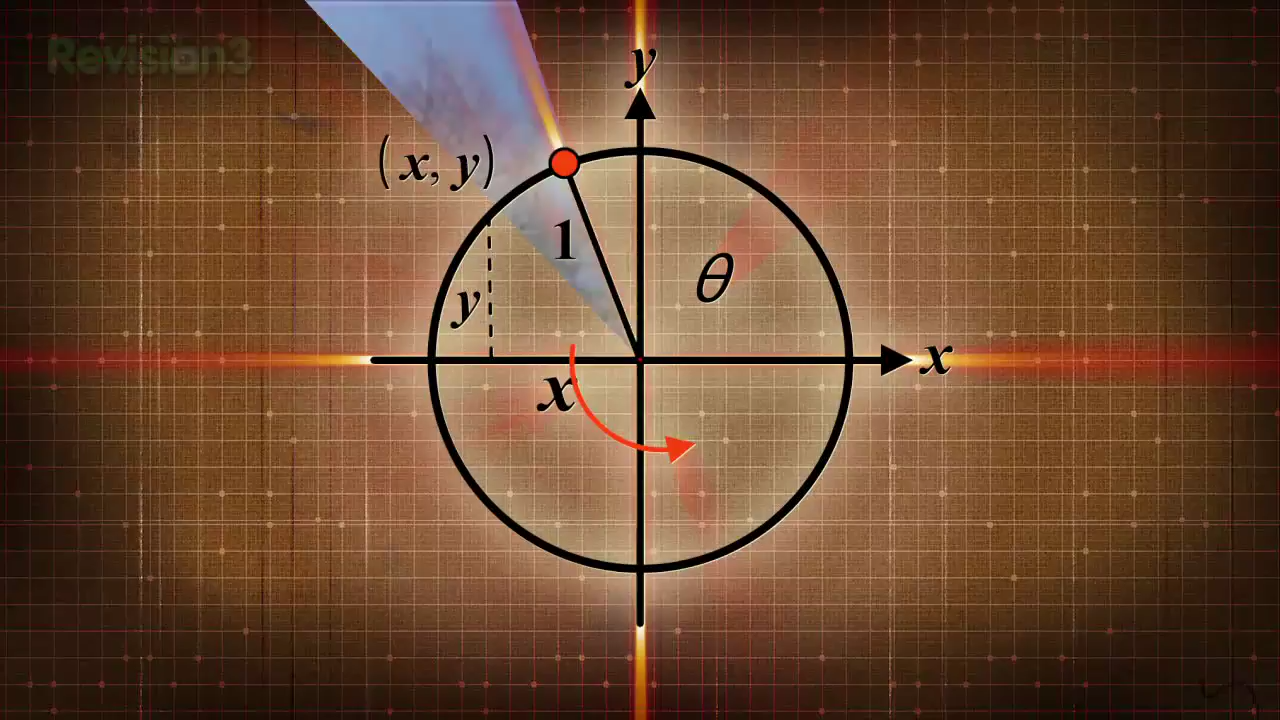 Revision3
y
(x, y)
1
θ
y
x
x